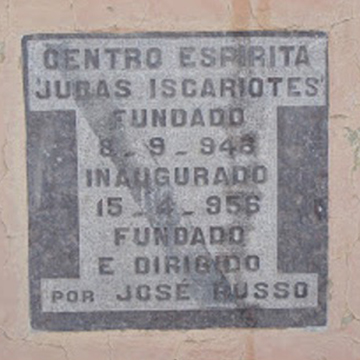 CENTRO ESPIRITA
'JUDAS ISCARIOTES'
FUNDADO
8 - 9 - 948
INAUGURADO
15 - 4 - 956
FUNDADO
E DIRIGIDO
POR JOSÉ RUSSO